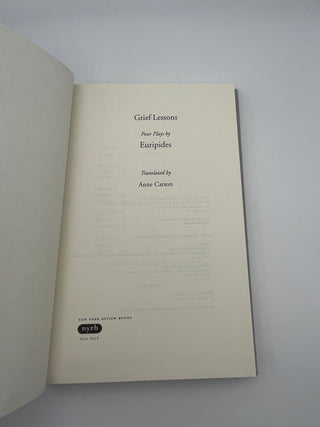 Grief Lessons
Four Plays by
Euripides
Translated by
Anne Carson
NEW YORK REVIEW BOOKS
nyrb
New York